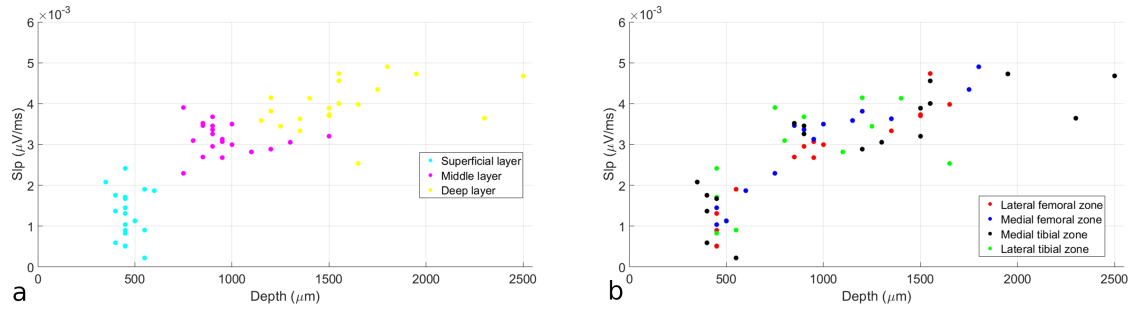 ×10⁻³
6
5
4
3
2
1
0
Slp (μV/ms)
0
500
1000
1500
2000
2500
Depth (μm)
Superficial layer
Middle layer
Deep layer
a
×10⁻³
6
5
4
3
2
1
0
Slp (μV/ms)
0
500
1000
1500
2000
2500
Depth (μm)
Lateral femoral zone
Medial femoral zone
Medial tibial zone
Lateral tibial zone
b